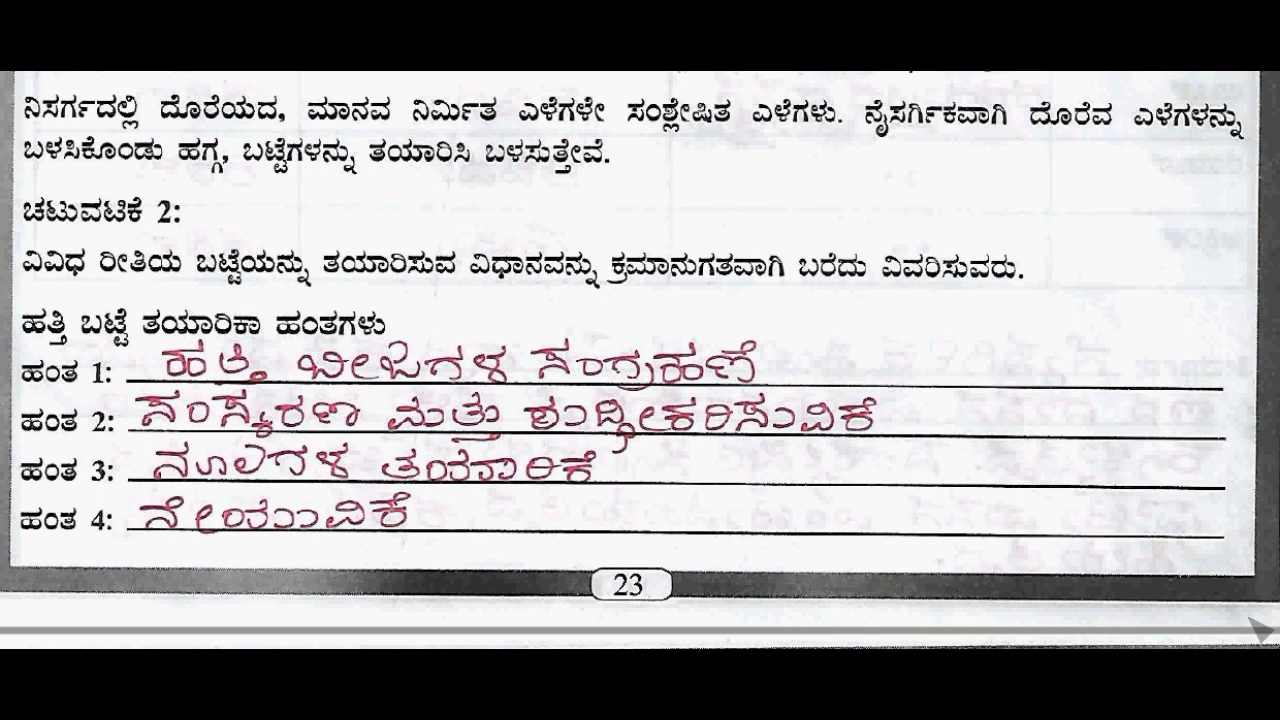 ನಿಸರ್ಗದಲ್ಲಿ ದೊರೆಯದ, ಮಾನವ ನಿರ್ಮಿತ ಎಳೆಗಳೇ ಸಂಶ್ಲೇಷಿತ ಎಳೆಗಳು. ನೈಸರ್ಗಿಕವಾಗಿ ದೊರೆವ ಎಳೆಗಳನ್ನು
ಬಳಸಿಕೊಂಡು ಹಗ್ಗ, ಬಟ್ಟೆಗಳನ್ನು ತಯಾರಿಸಿ ಬಳಸುತ್ತೇವೆ.
ಚಟುವಟಿಕೆ 2:
ವಿವಿಧ ರೀತಿಯ ಬಟ್ಟೆಯನ್ನು ತಯಾರಿಸುವ ವಿಧಾನವನ್ನು ಕ್ರಮಾನುಗತವಾಗಿ ಬರೆದು ವಿವರಿಸುವರು.
ಹತ್ತಿ ಬಟ್ಟೆ ತಯಾರಿಕಾ ಹಂತಗಳು
ಹಂತ 1: ಹತ್ತಿ ಬೀಜಗಳ ಸಂಗ್ರಹಣೆ
ಹಂತ 2: ಸಂಸ್ಕರಣಾ ಮತ್ತು ಶುದ್ಧೀಕರಿಸುವಿಕೆ
ಹಂತ 3: ನೂಲಿಗಳ ತಯಾರಿಕೆ
ಹಂತ 4: ನೇಯುವಿಕೆ
23